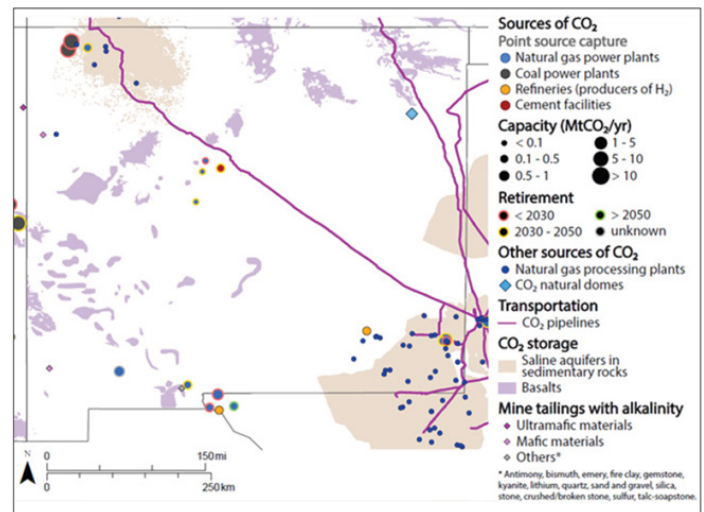 Sources of CO₂
Point source capture
Natural gas power plants
Coal power plants
Refineries (producers of H₂)
Cement facilities
Capacity (MtCO₂/yr)
< 0.1
1 - 5
0.1 - 0.5
5 - 10
0.5 - 1
> 10
Retirement
< 2030
> 2050
2030 - 2050
unknown
Other sources of CO₂
Natural gas processing plants
CO₂ natural domes
Transportation
CO₂ pipelines
CO₂ storage
Saline aquifers in
sedimentary rocks
Basalts
Mine tailings with alkalinity
Ultramafic materials
Mafic materials
Others*
* Antimony, bismuth, emery, fire clay, gemstone,
kyanite, lithium, quartz, sand and gravel, silica,
stone, crushed/broken stone, sulfur, talc-soapstone.
N
0 150 mi
0 250 km